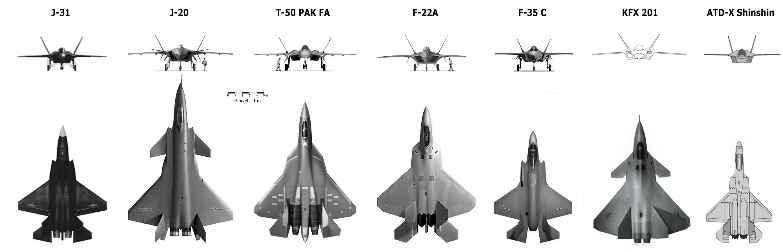 J-31
J-20
T-50 PAK FA
F-22A
F-35 C
KFX 201
ATD-X Shinshin